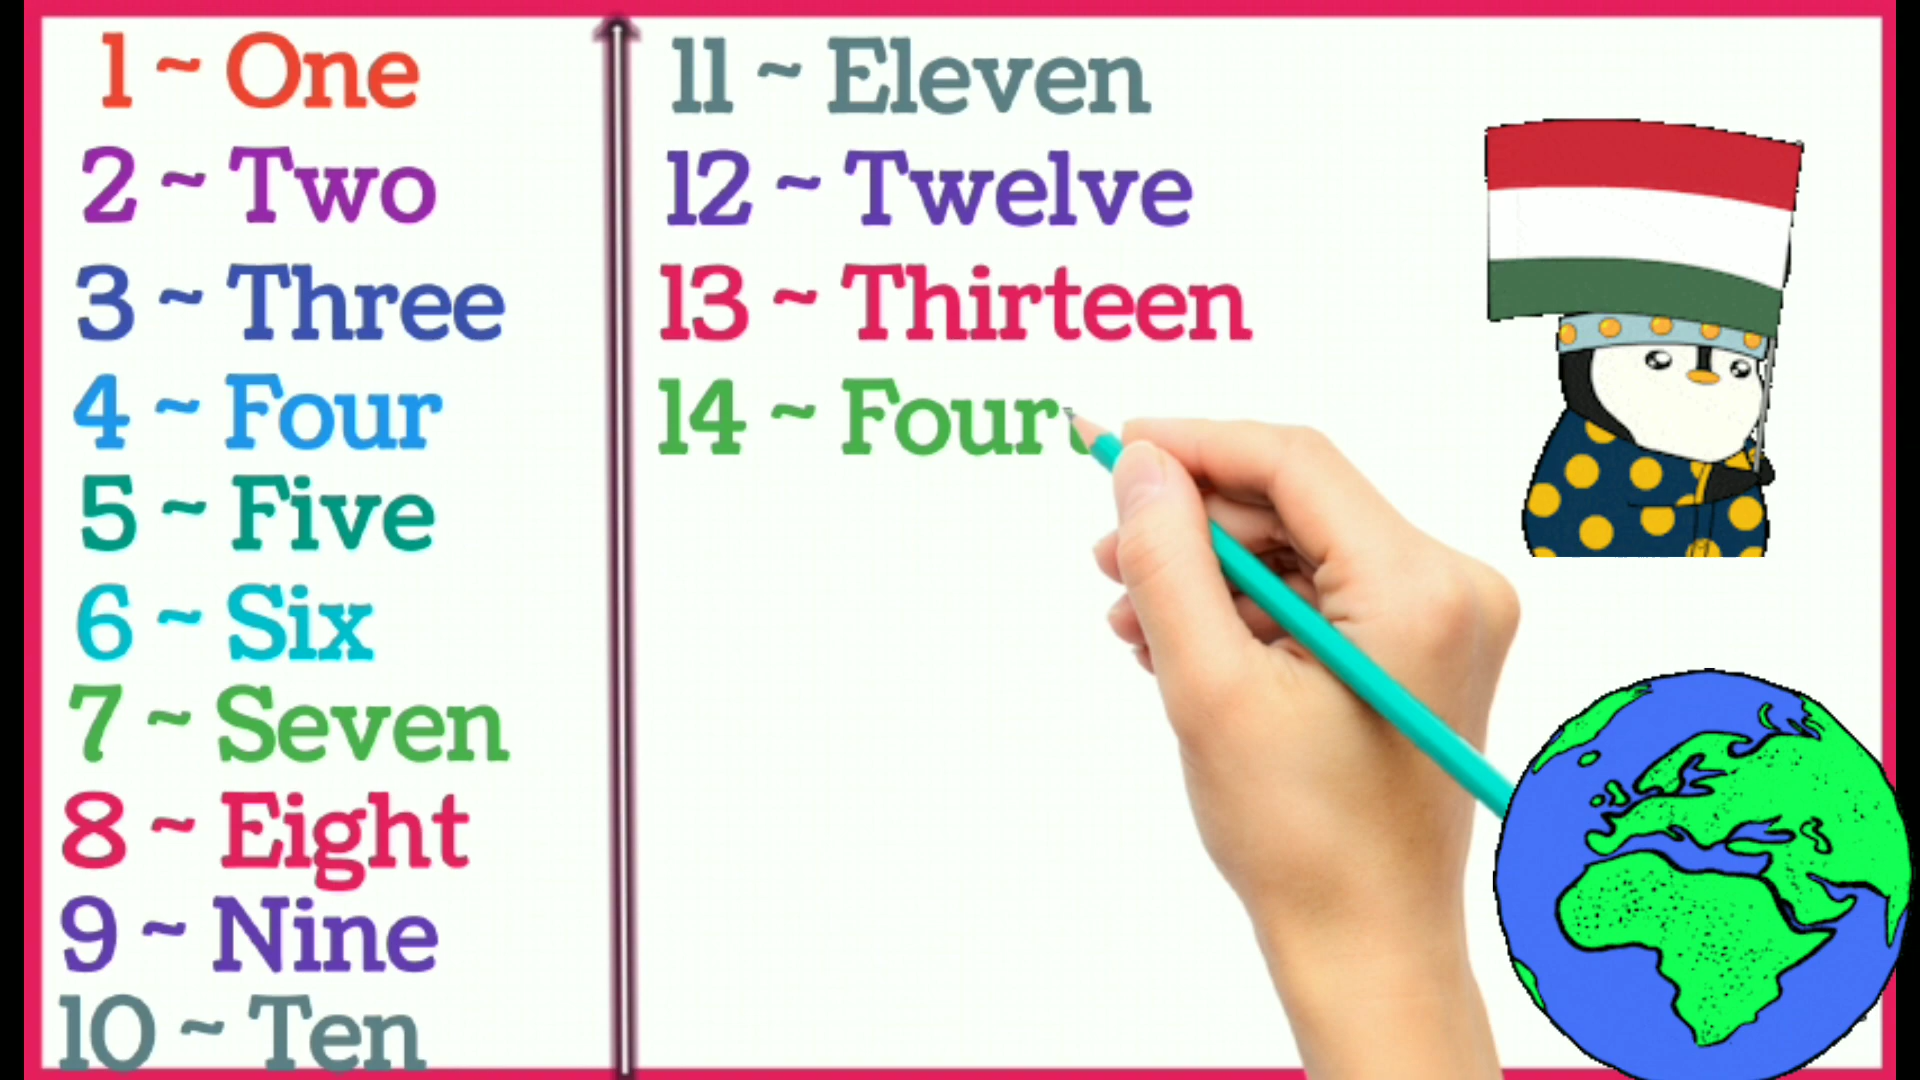 1 ~ One
2 ~ Two
3 ~ Three
4 ~ Four
5 ~ Five
6 ~ Six
7 ~ Seven
8 ~ Eight
9 ~ Nine
10 ~ Ten
11 ~ Eleven
12 ~ Twelve
13 ~ Thirteen
14 ~ Four